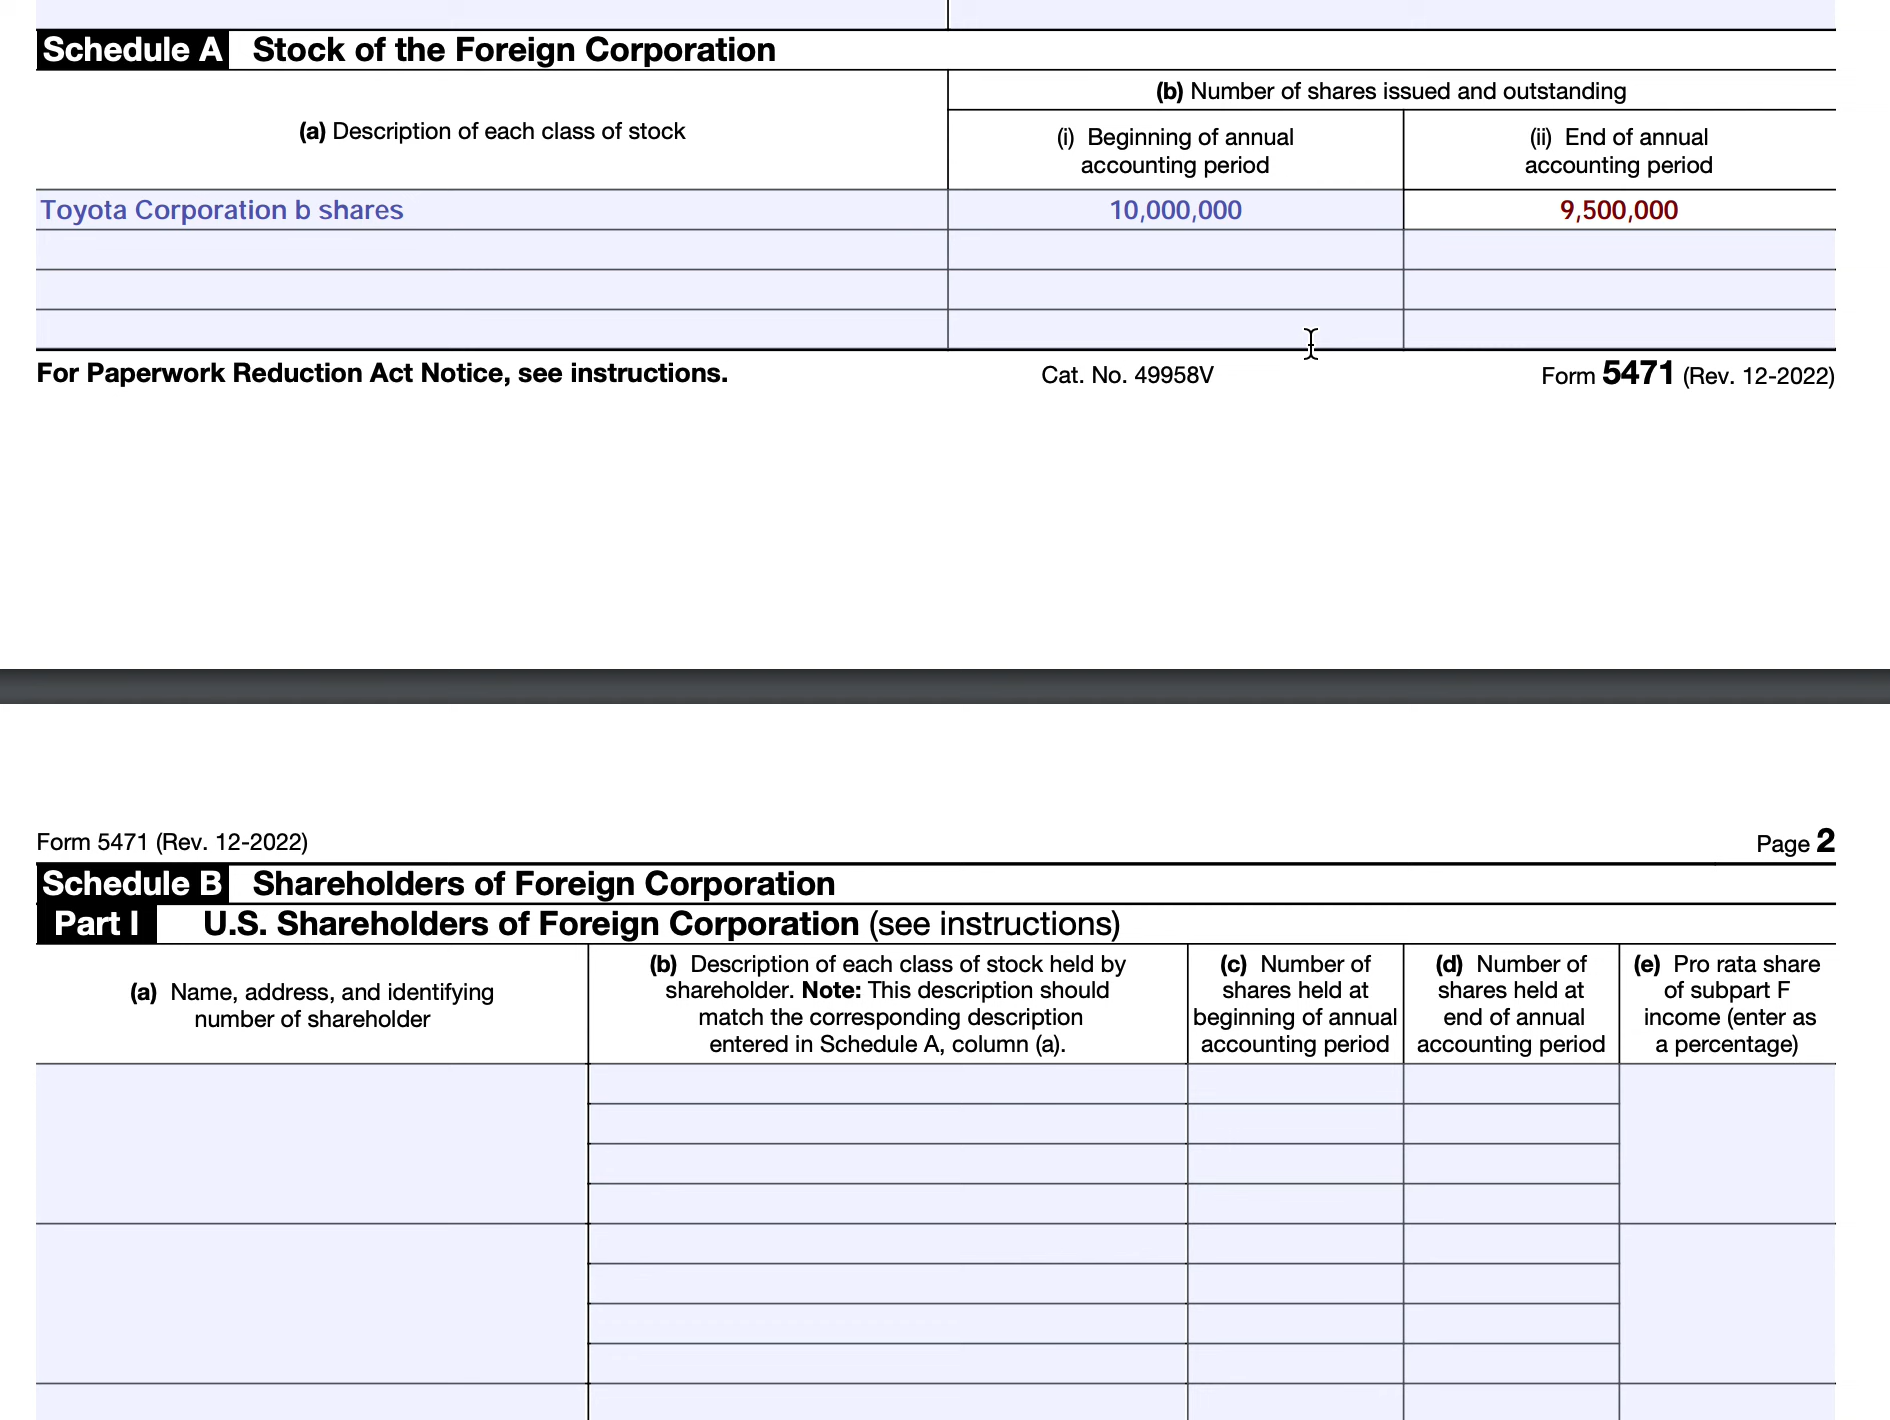 Schedule A Stock of the Foreign Corporation
(b) Number of shares issued and outstanding
(a) Description of each class of stock
(i) Beginning of annual
accounting period
(ii) End of annual
accounting period
Toyota Corporation b shares 10,000,000 9,500,000
For Paperwork Reduction Act Notice, see instructions. Cat. No. 49958V Form 5471 (Rev. 12-2022)
Form 5471 (Rev. 12-2022) Page 2
Schedule B Shareholders of Foreign Corporation
Part I U.S. Shareholders of Foreign Corporation (see instructions)
(a) Name, address, and identifying
number of shareholder
(b) Description of each class of stock held by
shareholder. Note: This description should
match the corresponding description
entered in Schedule A, column (a).
(c) Number of
shares held at
beginning of annual
accounting period
(d) Number of
shares held at
end of annual
accounting period
(e) Pro rata share
of subpart F
income (enter as
a percentage)